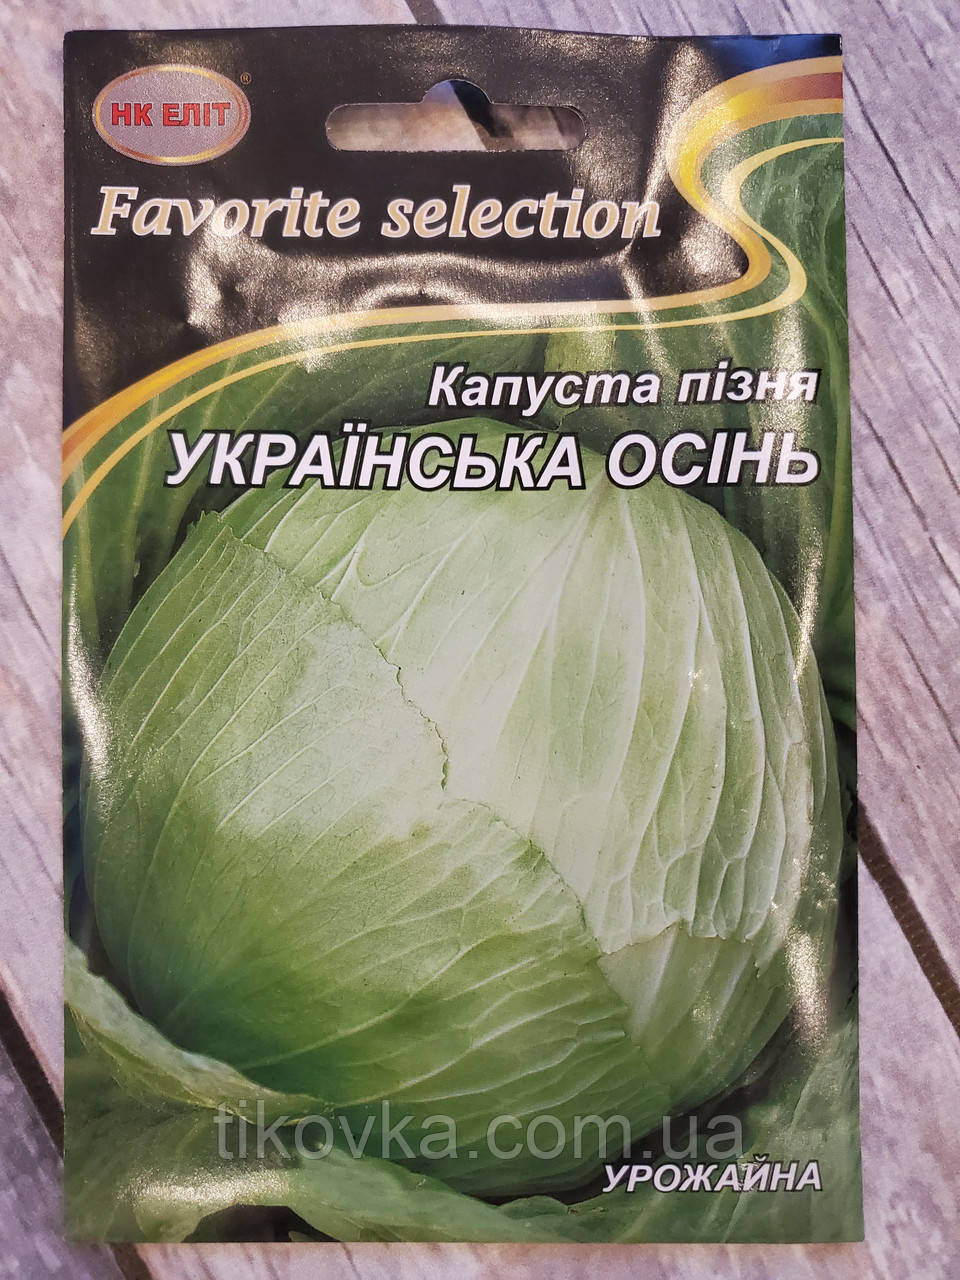 НК ЕЛІТ ®
Favorite selection
Капуста пізня
УКРАЇНСЬКА ОСІНЬ
tikovka.com.ua
УРОЖАЙНА